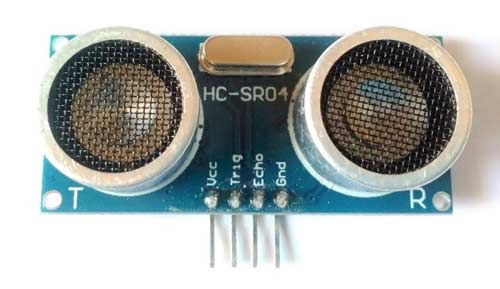 HC-SR04
Vcc
Trig
Echo
Gnd
T
R